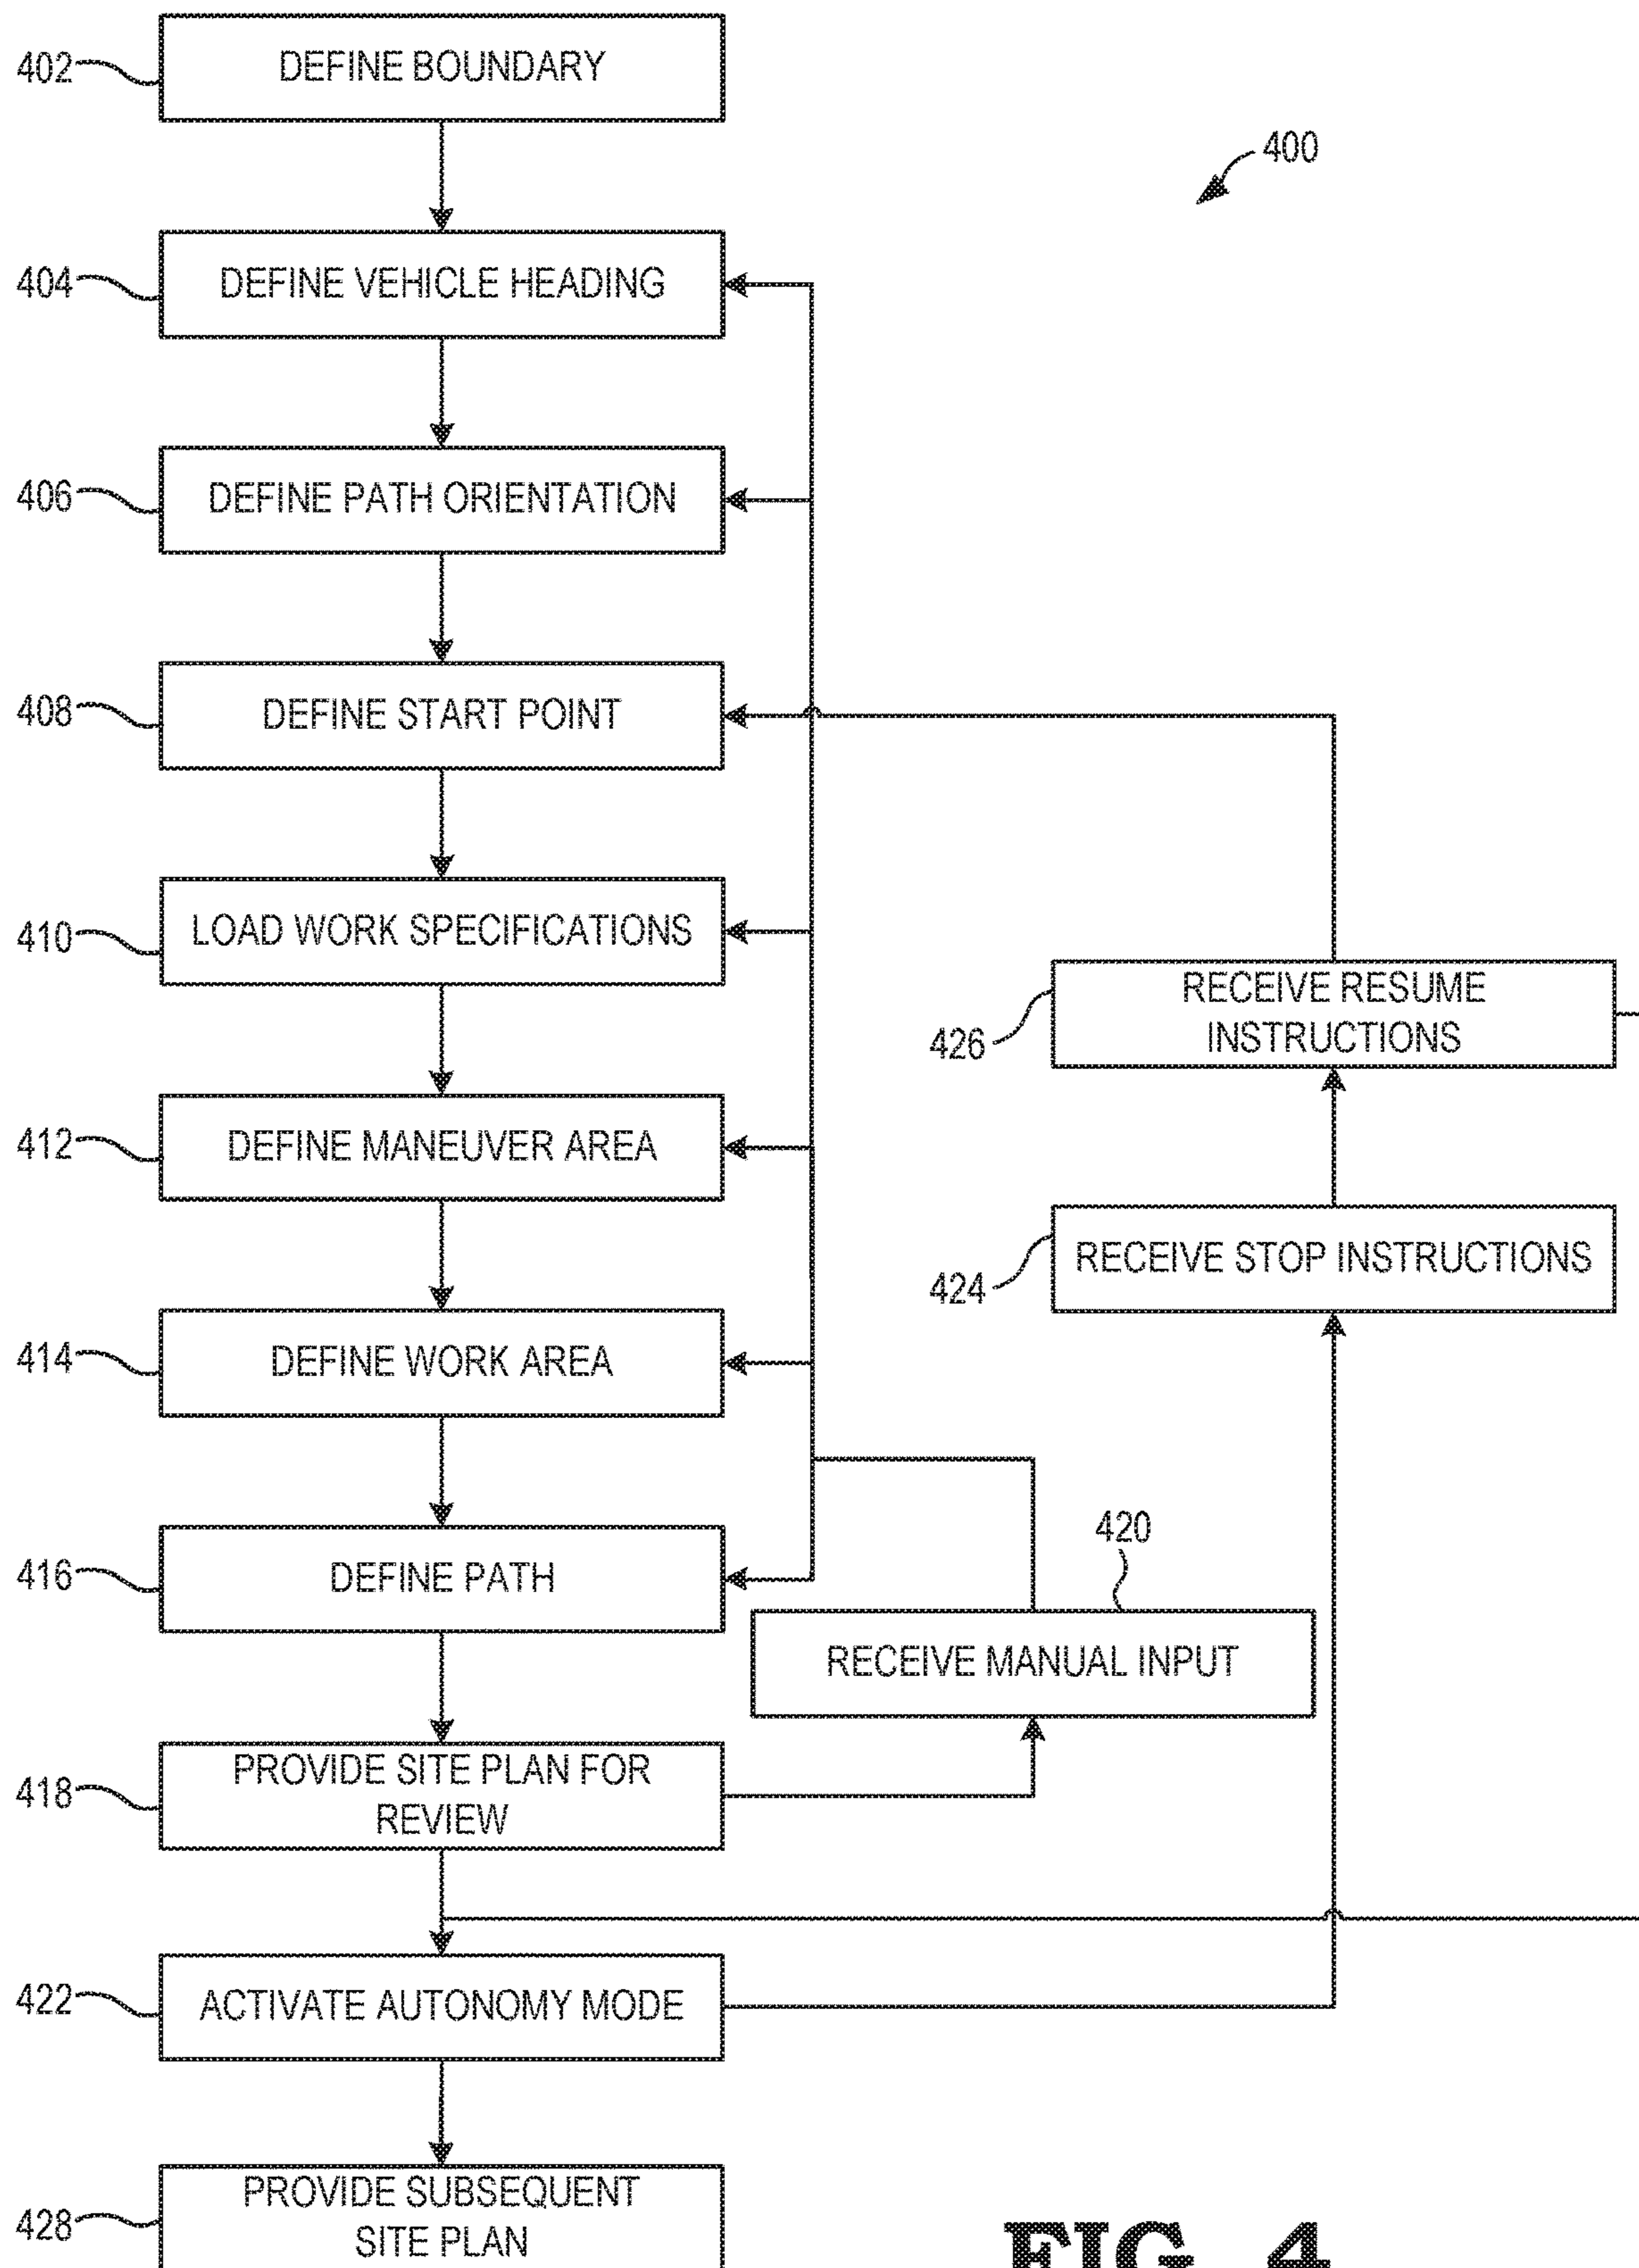 402
DEFINE BOUNDARY
400
404
DEFINE VEHICLE HEADING
406
DEFINE PATH ORIENTATION
408
DEFINE START POINT
410
LOAD WORK SPECIFICATIONS
426
RECEIVE RESUME
INSTRUCTIONS
412
DEFINE MANEUVER AREA
424
RECEIVE STOP INSTRUCTIONS
414
DEFINE WORK AREA
416
DEFINE PATH
420
RECEIVE MANUAL INPUT
418
PROVIDE SITE PLAN FOR
REVIEW
422
ACTIVATE AUTONOMY MODE
428
PROVIDE SUBSEQUENT
SITE PLAN
FIG. 4